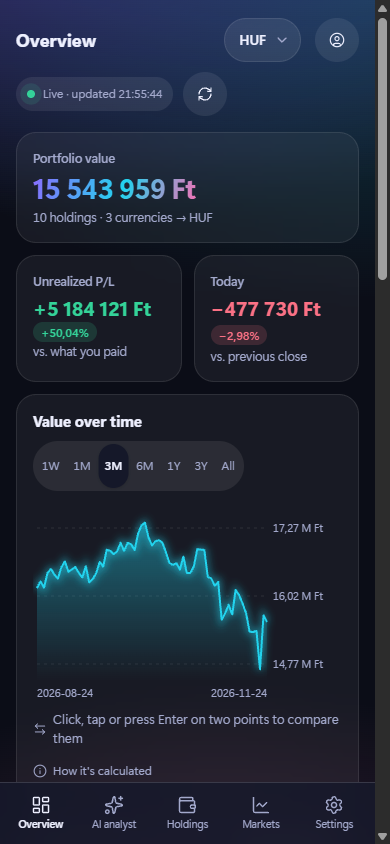 Overview
HUF
Live · updated 21:55:44
Portfolio value
15 543 959 Ft
10 holdings · 3 currencies → HUF
Unrealized P/L
+5 184 121 Ft
+50,04%
vs. what you paid
Today
−477 730 Ft
−2,98%
vs. previous close
Value over time
1W 1M 3M 6M 1Y 3Y All
17,27 M Ft
16,02 M Ft
14,77 M Ft
2026-08-24 2026-11-24
Click, tap or press Enter on two points to compare
them
How it's calculated
Overview AI analyst Holdings Markets Settings